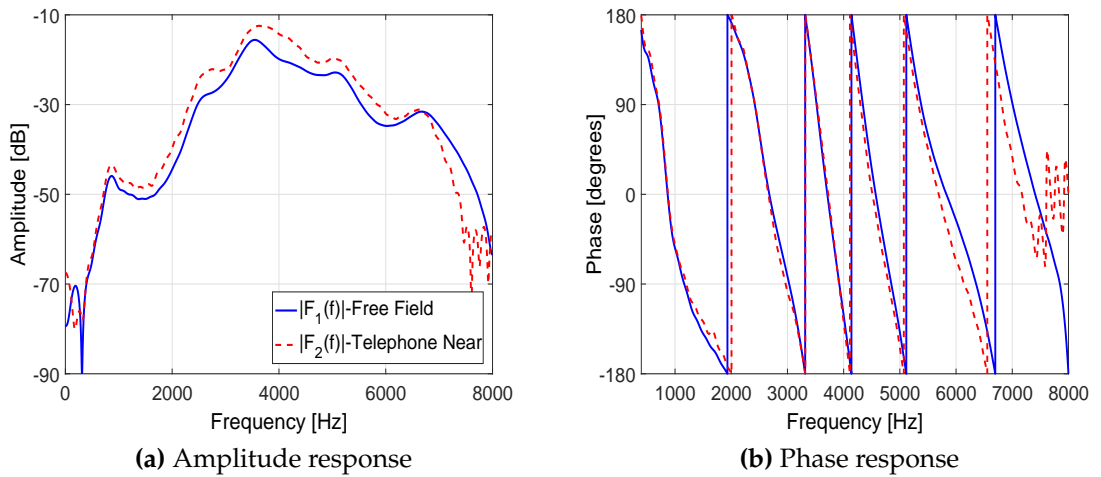 -10
-30
-50
-70
-90
Amplitude [dB]
0 2000 4000 6000 8000
Frequency [Hz]
|F_1(f)|-Free Field
|F_2(f)|-Telephone Near
(a) Amplitude response
180
90
0
-90
-180
Phase [degrees]
1000 2000 3000 4000 5000 6000 7000 8000
Frequency [Hz]
(b) Phase response